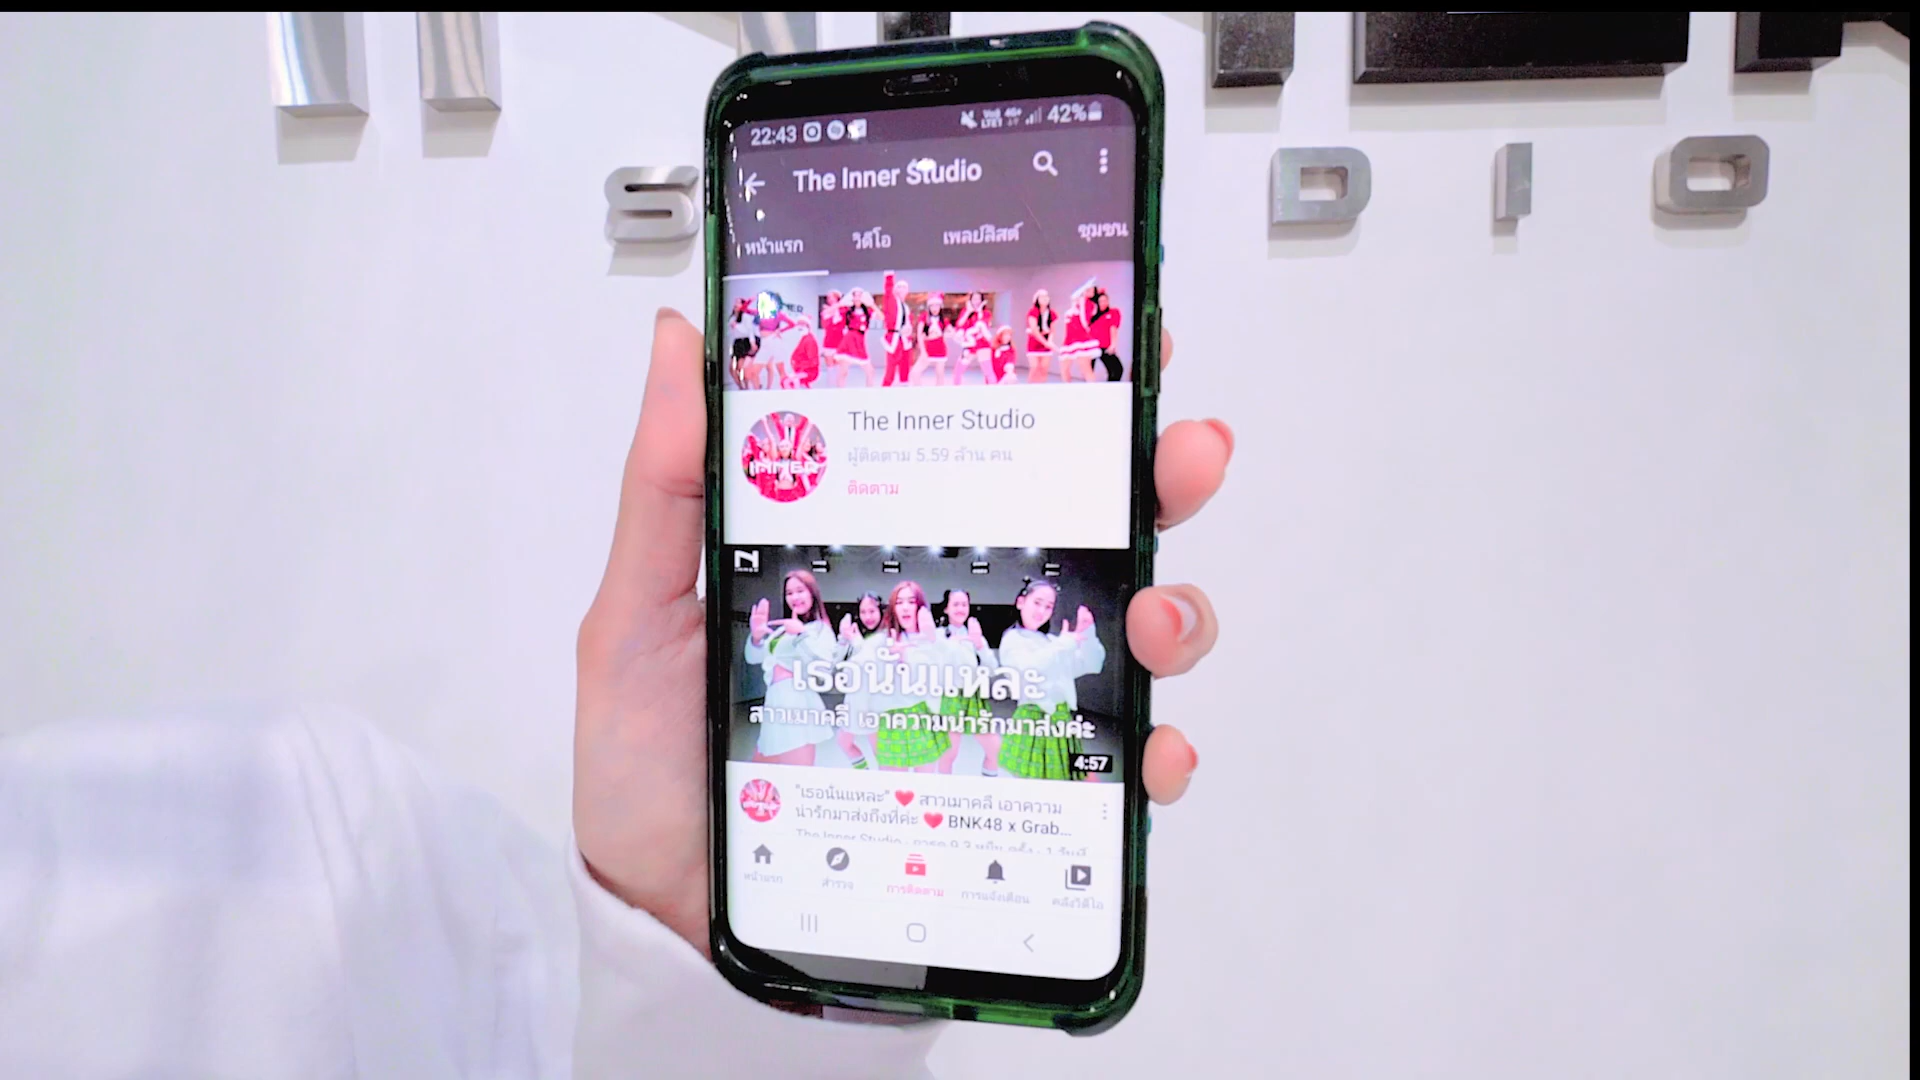 S DIO
22:43 42%
The Inner Studio
หน้าแรก วิดีโอ เพลย์ลิสต์ ชุมชน
The Inner Studio
ผู้ติดตาม 5.59 ล้าน คน
ติดตาม
INNER
เธอนั่นแหละ
สาวเมาคลี เอาความน่ารักมาส่งค่ะ
4:57
"เธอนั่นแหละ" ❤ สาวเมาคลี เอาความ
น่ารักมาส่งถึงที่ค่ะ ❤ BNK48 x Grab...
หน้าแรก สำรวจ การติดตาม การแจ้งเตือน คลังวิดีโอ